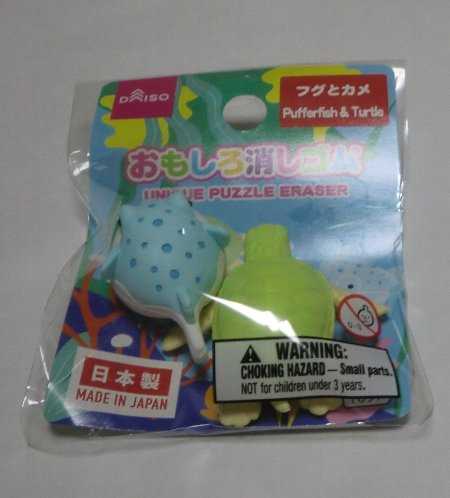 DAISO
フグとカメ
Pufferfish & Turtle
おもしろ消しゴム
UNIQUE PUZZLE ERASER
WARNING:
CHOKING HAZARD — Small parts.
NOT for children under 3 years.
日本製
MADE IN JAPAN